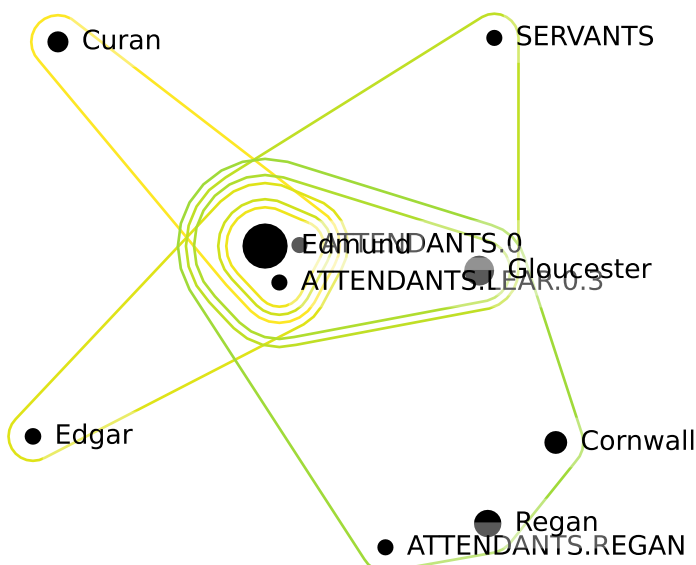 Curan
SERVANTS
Edmund
ATTENDANTS.0
Gloucester
ATTENDANTS.LEAR.0.3
Edgar
Cornwall
Regan
ATTENDANTS.REGAN